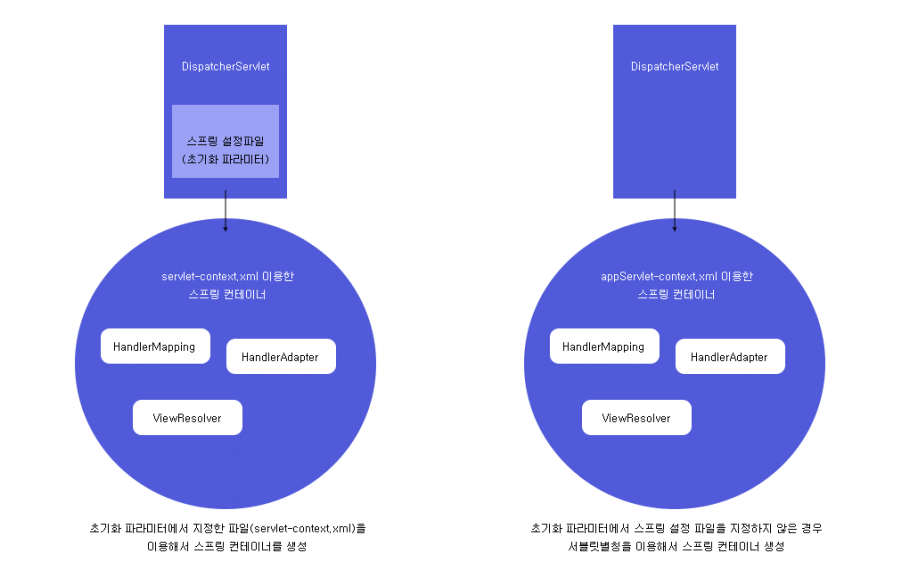 DispatcherServlet
스프링 설정파일
(초기화 파라미터)
servlet-context.xml 이용한
스프링 컨테이너
HandlerMapping
HandlerAdapter
ViewResolver
초기화 파라미터에서 지정한 파일(servlet-context.xml)을
이용해서 스프링 컨테이너를 생성
DispatcherServlet
appServlet-context.xml 이용한
스프링 컨테이너
HandlerMapping
HandlerAdapter
ViewResolver
초기화 파라미터에서 스프링 설정 파일을 지정하지 않은 경우
서블릿별칭을 이용해서 스프링 컨테이너 생성